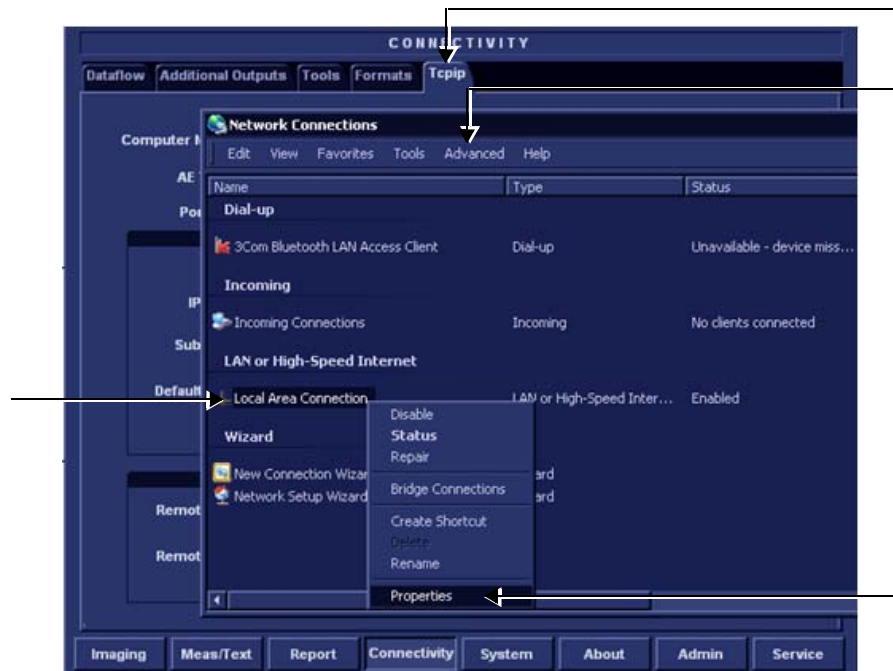 CONNECTIVITY
Dataflow Additional Outputs Tools Formats Tcpip
Network Connections
Computer
Edit View Favorites Tools Advanced Help
AE
Name Type Status
Dial-up
3Com Bluetooth LAN Access Client Dial-up Unavailable - device miss...
Incoming
IP
Incoming Connections Incoming No clients connected
Sub
LAN or High-Speed Internet
Default
Local Area Connection LAN or High-Speed Inter... Enabled
Disable
Wizard Status
Repair
New Connection Wizar ard
Bridge Connections
Network Setup Wizard ard
Remot
Create Shortcut
Delete
Remot Rename
Properties
Imaging Meas/Text Report Connectivity System About Admin Service